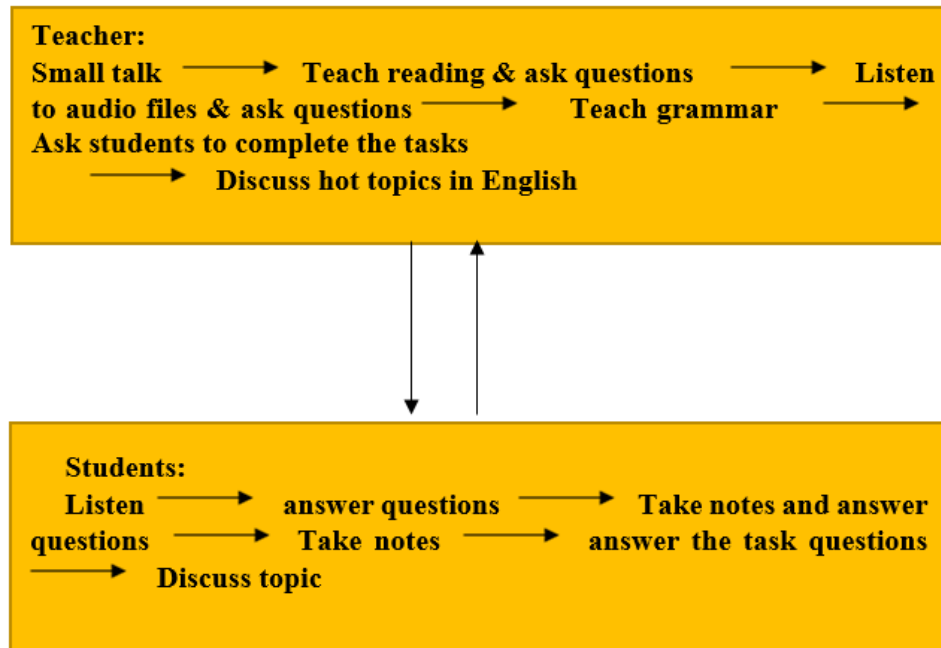 Teacher:
Small talk Teach reading & ask questions Listen
to audio files & ask questions Teach grammar
Ask students to complete the tasks
Discuss hot topics in English
Students:
Listen answer questions Take notes and answer
questions Take notes answer the task questions
Discuss topic